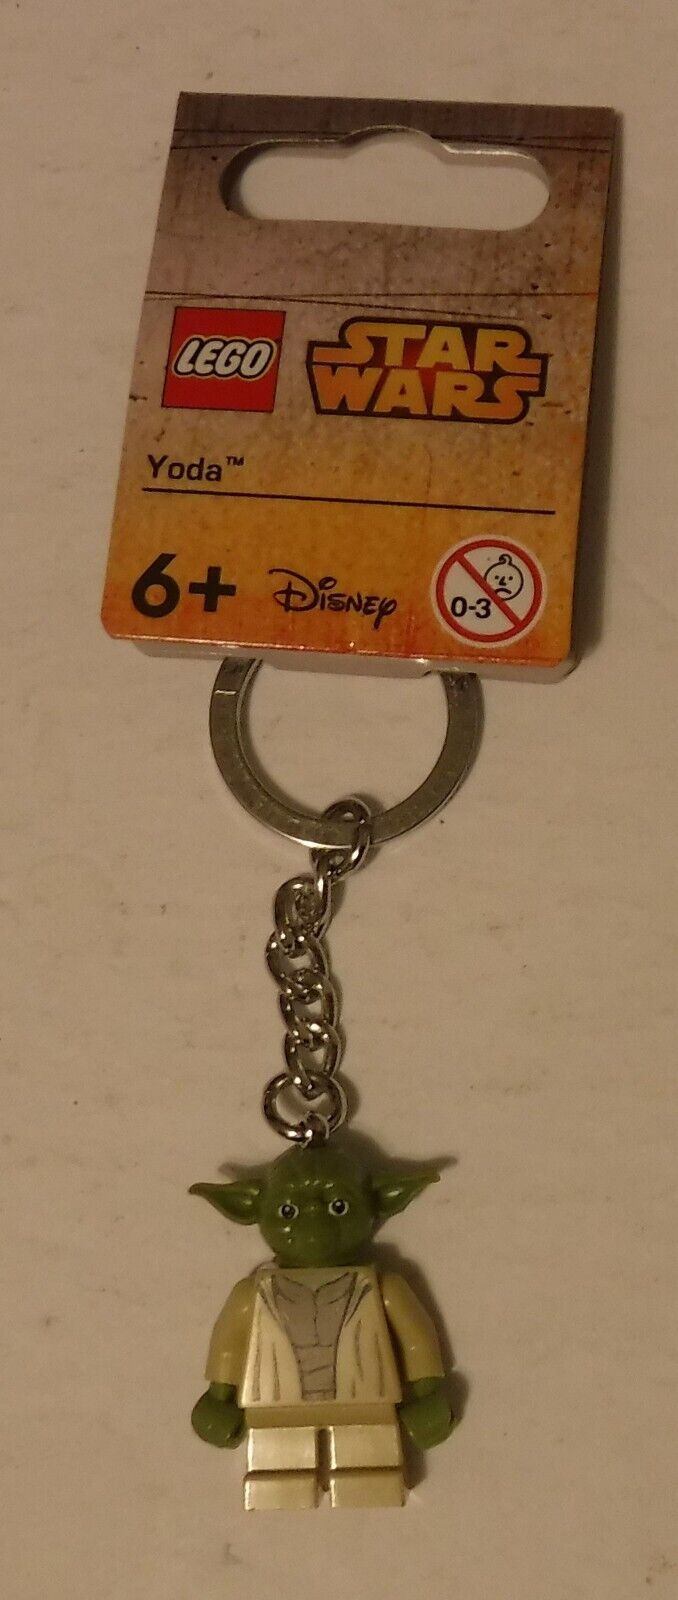 LEGO
STAR
WARS
Yoda™
6+
Disney
0-3